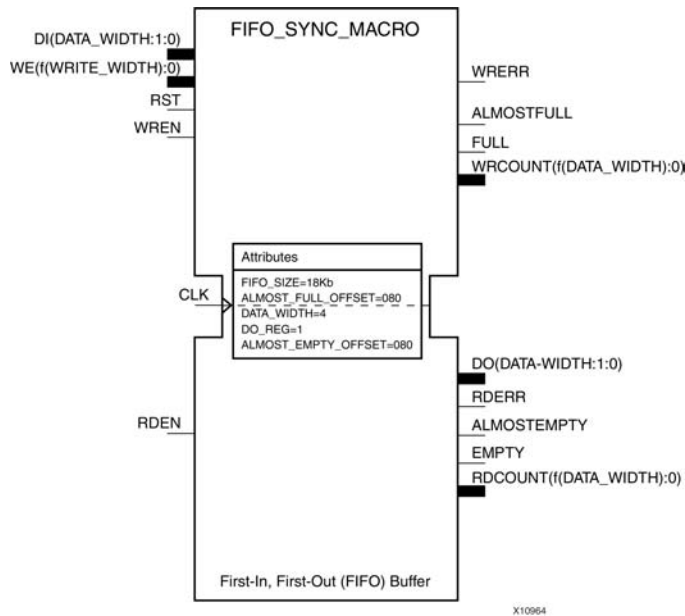 FIFO_SYNC_MACRO
DI(DATA_WIDTH:1:0)
WE(f(WRITE_WIDTH):0)
RST
WREN
WRERR
ALMOSTFULL
FULL
WRCOUNT(f(DATA_WIDTH):0)
CLK
Attributes
FIFO_SIZE=18Kb
ALMOST_FULL_OFFSET=080
DATA_WIDTH=4
DO_REG=1
ALMOST_EMPTY_OFFSET=080
RDEN
DO(DATA-WIDTH:1:0)
RDERR
ALMOSTEMPTY
EMPTY
RDCOUNT(f(DATA_WIDTH):0)
First-In, First-Out (FIFO) Buffer
X10964